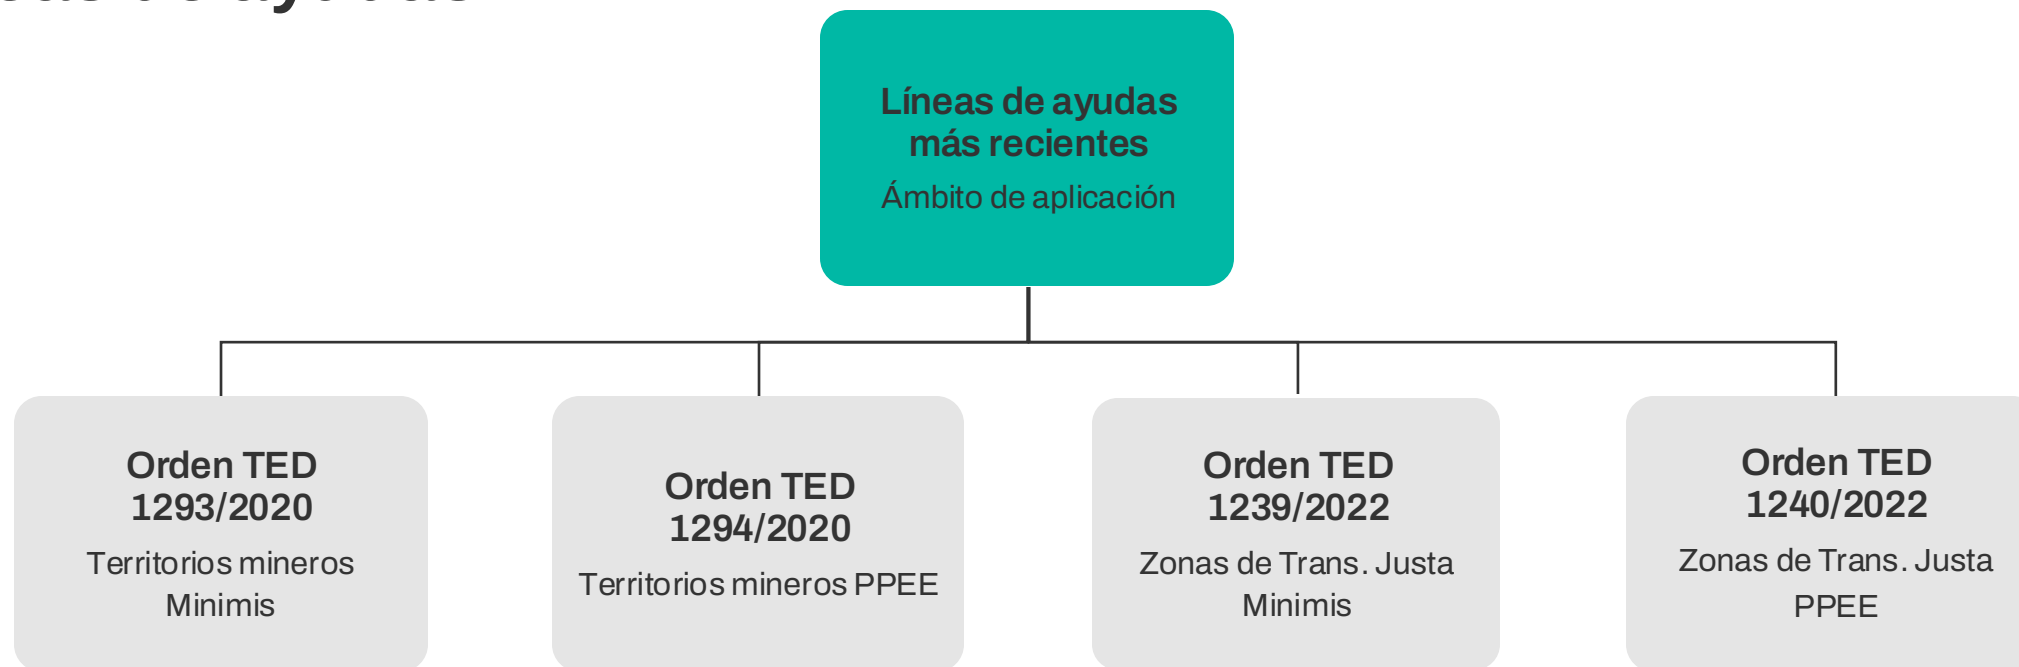 Líneas de ayudas
más recientes
Ámbito de aplicación
Orden TED
1293/2020
Territorios mineros
Minimis
Orden TED
1294/2020
Territorios mineros PPEE
Orden TED
1239/2022
Zonas de Trans. Justa
Minimis
Orden TED
1240/2022
Zonas de Trans. Justa
PPEE